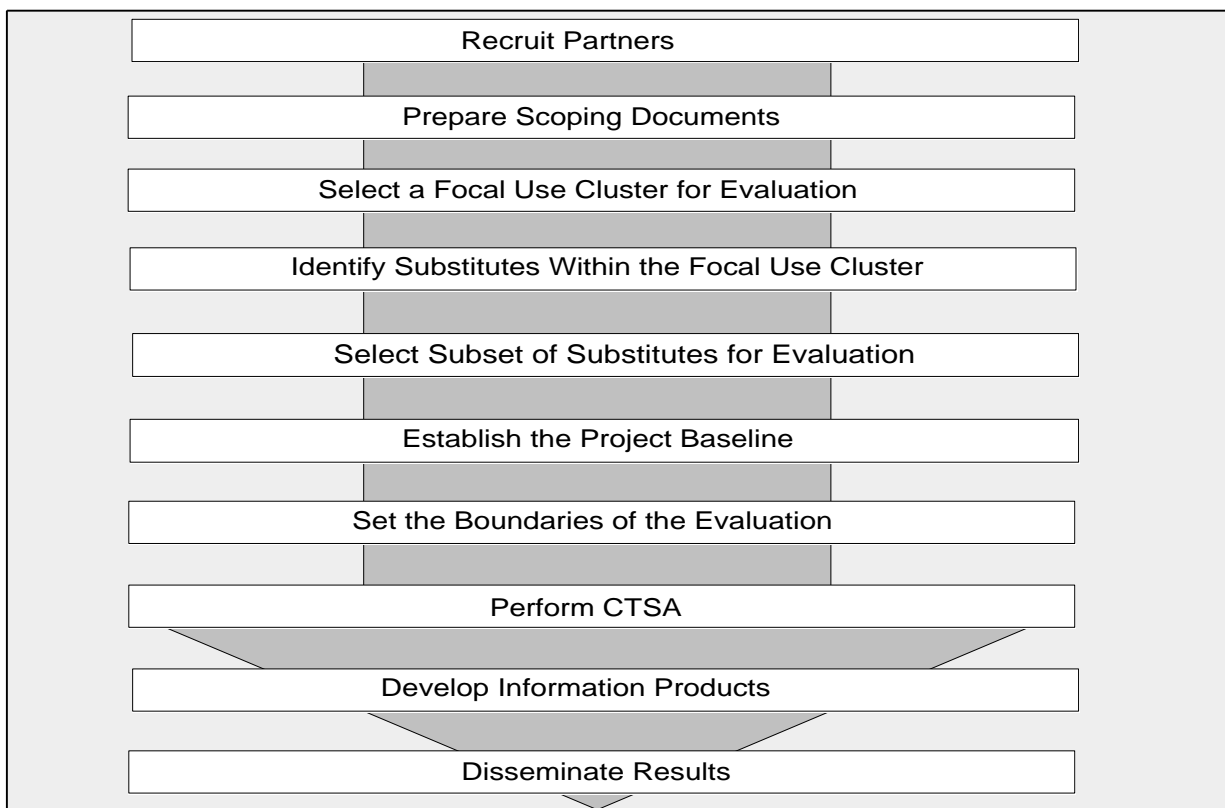 Recruit Partners
Prepare Scoping Documents
Select a Focal Use Cluster for Evaluation
Identify Substitutes Within the Focal Use Cluster
Select Subset of Substitutes for Evaluation
Establish the Project Baseline
Set the Boundaries of the Evaluation
Perform CTSA
Develop Information Products
Disseminate Results